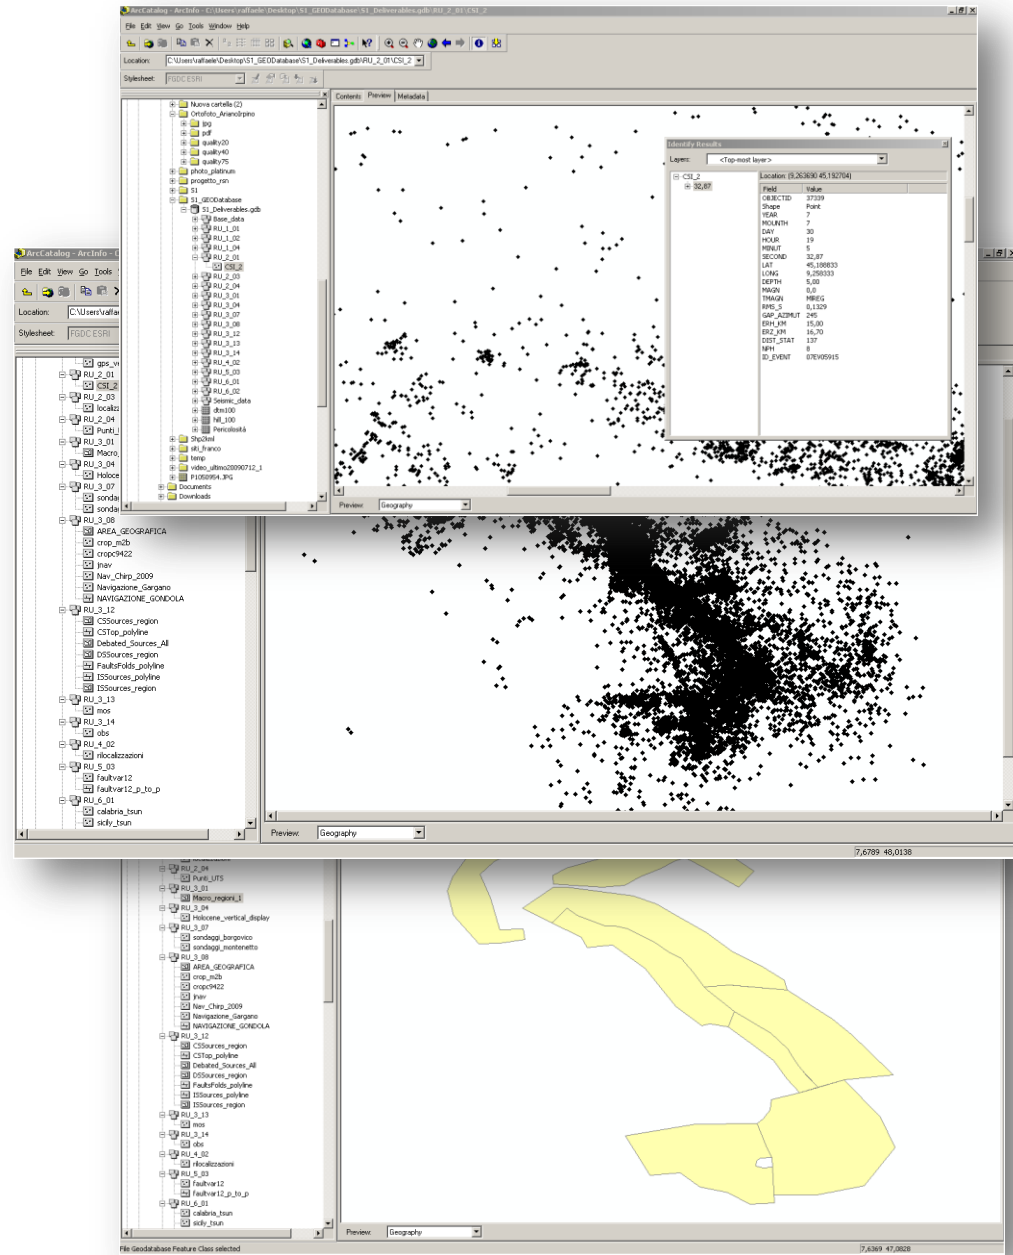 ArcCatalog - ArcInfo - C:\Users\raffaele\Desktop\S1_GEODatabase\S1_Deliverables.gdb\RU_2_01\CSI_2
File Edit View Go Tools Window Help
Location: C:\Users\raffaele\Desktop\S1_GEODatabase\S1_Deliverables.gdb\RU_2_01\CSI_2
Stylesheet: FGDC ESRI
Contents Preview Metadata
Nuova cartella (2)
Ortofoto_ArianoIrpino
jpg
pdf
quality20
quality40
quality75
photo_platinum
progetto_rsn
S1
S1_GEODatabase
S1_Deliverables.gdb
Base_data
RU_1_01
RU_1_02
RU_1_04
RU_2_01
CSI_2
RU_2_03
RU_2_04
RU_3_01
RU_3_04
RU_3_07
RU_3_08
RU_3_12
RU_3_13
RU_3_14
RU_4_02
RU_5_03
RU_6_01
RU_6_02
Seismic_data
dtm100
hill_100
Pericolosità
Shp2kml
siti_franco
temp
video_ultimo20090712_1
P1050954.JPG
Documents
Downloads
Preview: Geography
Identify Results
Layers: <Top-most layer>
CSI_2
32,87
Location: (9,263690 45,192704)
Field Value
OBJECTID 37339
Shape Point
YEAR 7
MOUNTH 7
DAY 30
HOUR 19
MINUT 5
SECOND 32,87
LAT 45,188833
LONG 9,258333
DEPTH 5,00
MAGN 0,0
TMAGN MREG
RMS_S 0,1329
GAP_AZIMUT 245
ERH_KM 15,00
ERZ_KM 16,70
DIST_STAT 137
NPH 8
ID_EVENT 07EV05915
ArcCatalog - ArcInfo - C
File Edit View Go Tools
Location: C:\Users\raffae
Stylesheet: FGDC ESRI
RU_2_01
CSI_2
RU_2_03
RU_2_04
RU_3_01
RU_3_04
RU_3_07
RU_3_08
AREA_GEOGRAFICA
crop_m2b
cropc9422
jnav
Nav_Chirp_2009
Navigazione_Gargano
NAVIGAZIONE_GONDOLA
RU_3_12
CSSources_region
CSTop_polyline
Debated_Sources_All
DSSources_region
FaultsFolds_polyline
ISSources_polyline
ISSources_region
RU_3_13
mos
RU_3_14
obs
RU_4_02
rilocalizzazioni
RU_5_03
faultvar12
faultvar12_p_to_p
RU_6_01
calabria_tsun
sicily_tsun
Preview: Geography
7,6789 48,0138
RU_2_04
Punti_UTS
RU_3_01
Macro_regioni_1
RU_3_04
Holocene_vertical_display
RU_3_07
sondaggi_borgovico
sondaggi_montenetto
RU_3_08
AREA_GEOGRAFICA
crop_m2b
cropc9422
jnav
Nav_Chirp_2009
Navigazione_Gargano
NAVIGAZIONE_GONDOLA
RU_3_12
CSSources_region
CSTop_polyline
Debated_Sources_All
DSSources_region
FaultsFolds_polyline
ISSources_polyline
ISSources_region
RU_3_13
mos
RU_3_14
obs
RU_4_02
rilocalizzazioni
RU_5_03
faultvar12
faultvar12_p_to_p
RU_6_01
calabria_tsun
sicily_tsun
Preview: Geography
File Geodatabase Feature Class selected
7,6369 47,0828